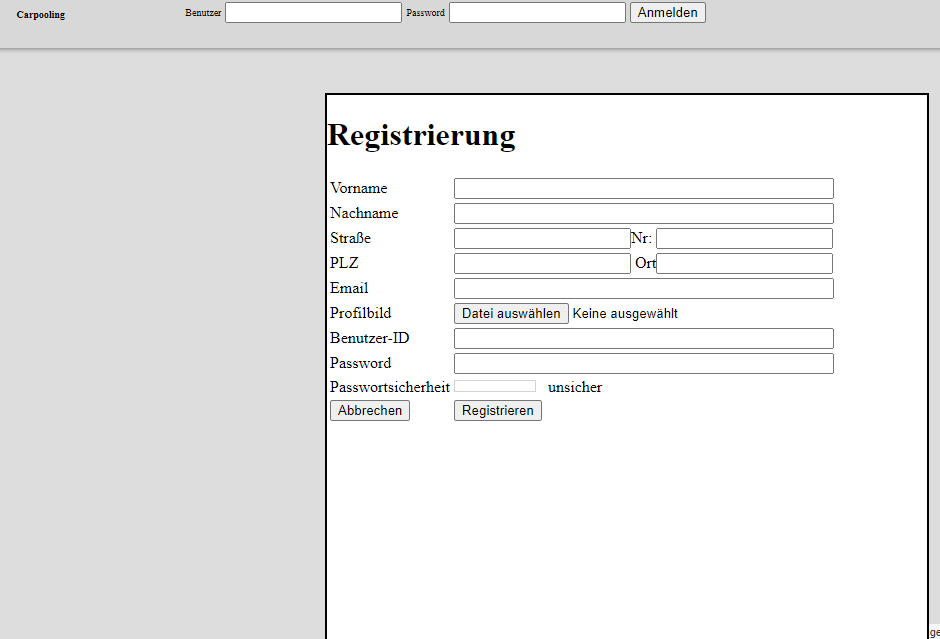 Carpooling Benutzer Password Anmelden
Registrierung
Vorname
Nachname
Straße Nr:
PLZ Ort
Email
Profilbild Datei auswählen Keine ausgewählt
Benutzer-ID
Password
Passwortsicherheit unsicher
Abbrechen Registrieren
ge